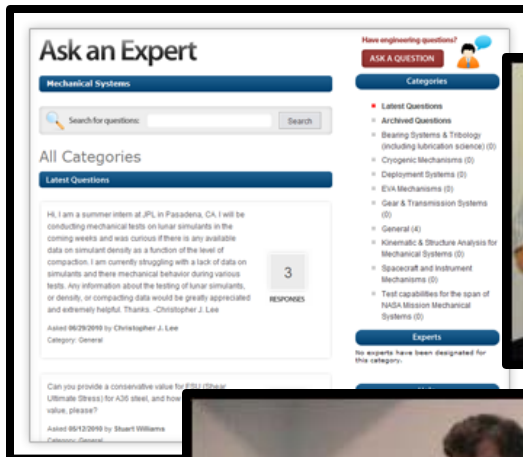 Ask an Expert
Mechanical Systems
Search for questions:
Search
All Categories
Latest Questions
Hi, I am a summer intern at JPL in Pasadena, CA. I will be
conducting mechanical tests on lunar simulants in the
coming weeks and was curious if there is any available
data on simulant density as a function of the level of
compaction. I am currently struggling with a lack of data on
simulants and there mechanical behavior during various
tests. Any information about the testing of lunar simulants,
or density, or compacting data would be greatly appreciated
and extremely helpful. Thanks. -Christopher J. Lee
3
RESPONSES
Asked 06/29/2010 by Christopher J. Lee
Category: General
Can you provide a conservative value for FSU (Shear
Ultimate Stress) for A36 steel, and how
value, please?
Asked 05/12/2010 by Stuart Williams
Category: General
Have engineering questions?
ASK A QUESTION
Categories
Latest Questions
Archived Questions
Bearing Systems & Tribology
(including lubrication science) (0)
Cryogenic Mechanisms (0)
Deployment Systems (0)
EVA Mechanisms (0)
Gear & Transmission Systems
(0)
General (4)
Kinematic & Structure Analysis for
Mechanical Systems (0)
Spacecraft and Instrument
Mechanisms (0)
Test capabilities for the span of
NASA Mission Mechanical
Systems (0)
Experts
No experts have been designated for
this category.